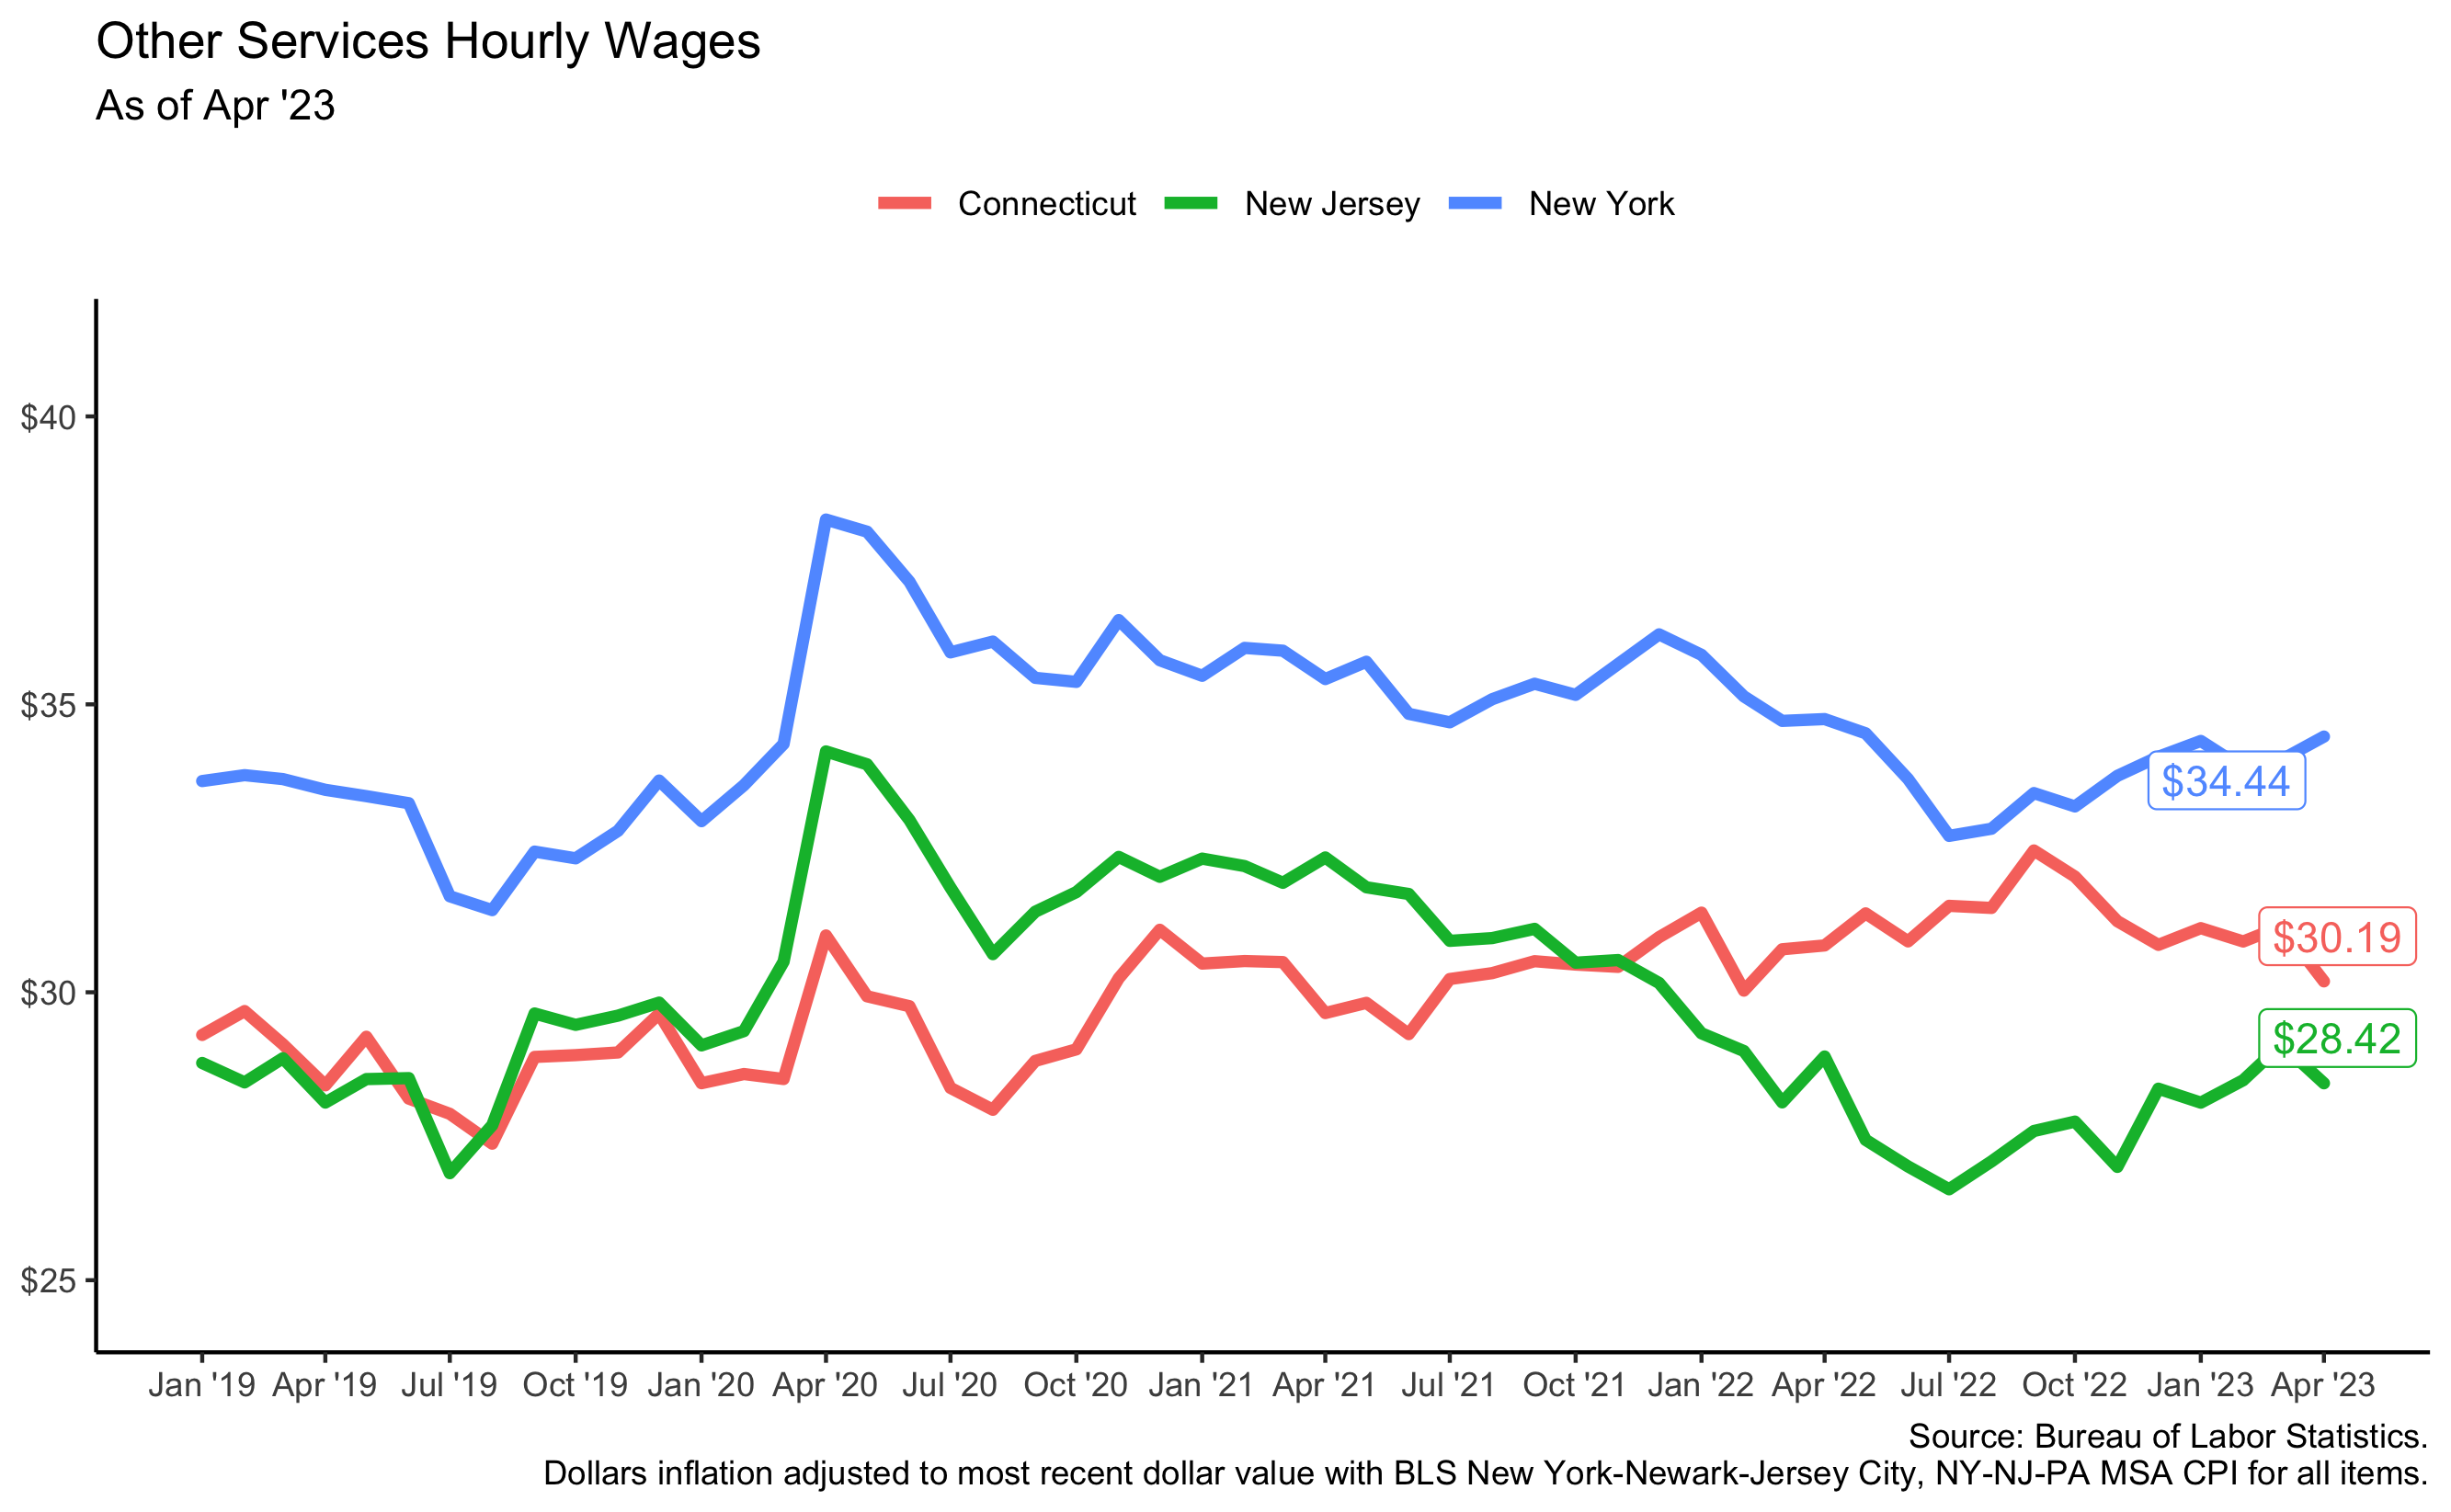 Other Services Hourly Wages
As of Apr '23
Connecticut New Jersey New York
$40
$35
$30
$25
$34.44
$30.19
$28.42
Jan '19 Apr '19 Jul '19 Oct '19 Jan '20 Apr '20 Jul '20 Oct '20 Jan '21 Apr '21 Jul '21 Oct '21 Jan '22 Apr '22 Jul '22 Oct '22 Jan '23 Apr '23
Source: Bureau of Labor Statistics.
Dollars inflation adjusted to most recent dollar value with BLS New York-Newark-Jersey City, NY-NJ-PA MSA CPI for all items.